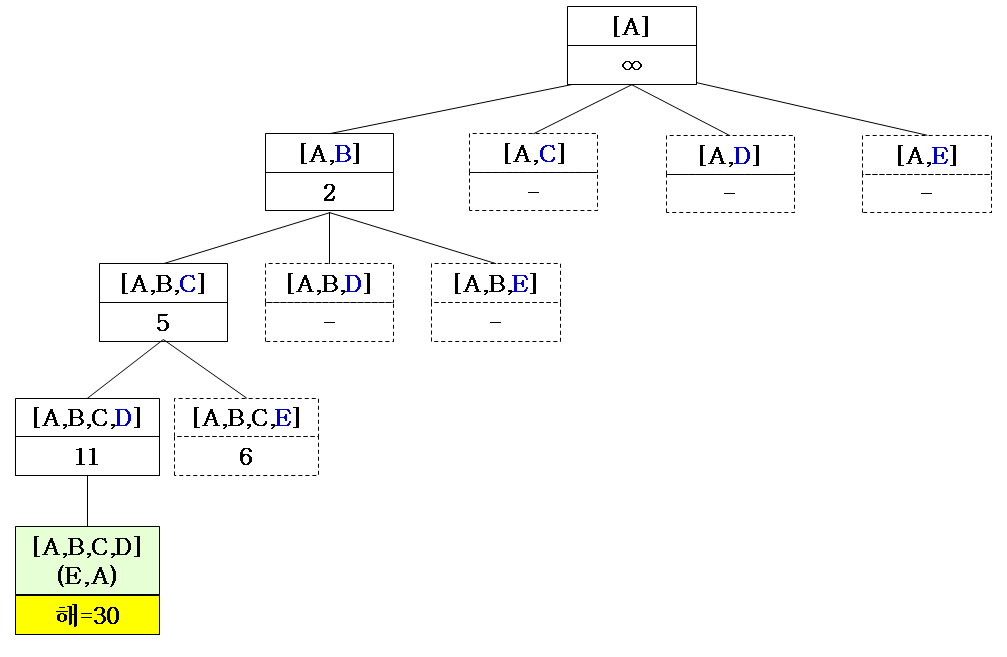 [A]
∞
[A,B]
2
[A,C]
–
[A,D]
–
[A,E]
–
[A,B,C]
5
[A,B,D]
–
[A,B,E]
–
[A,B,C,D]
11
[A,B,C,E]
6
[A,B,C,D]
(E,A)
해=30